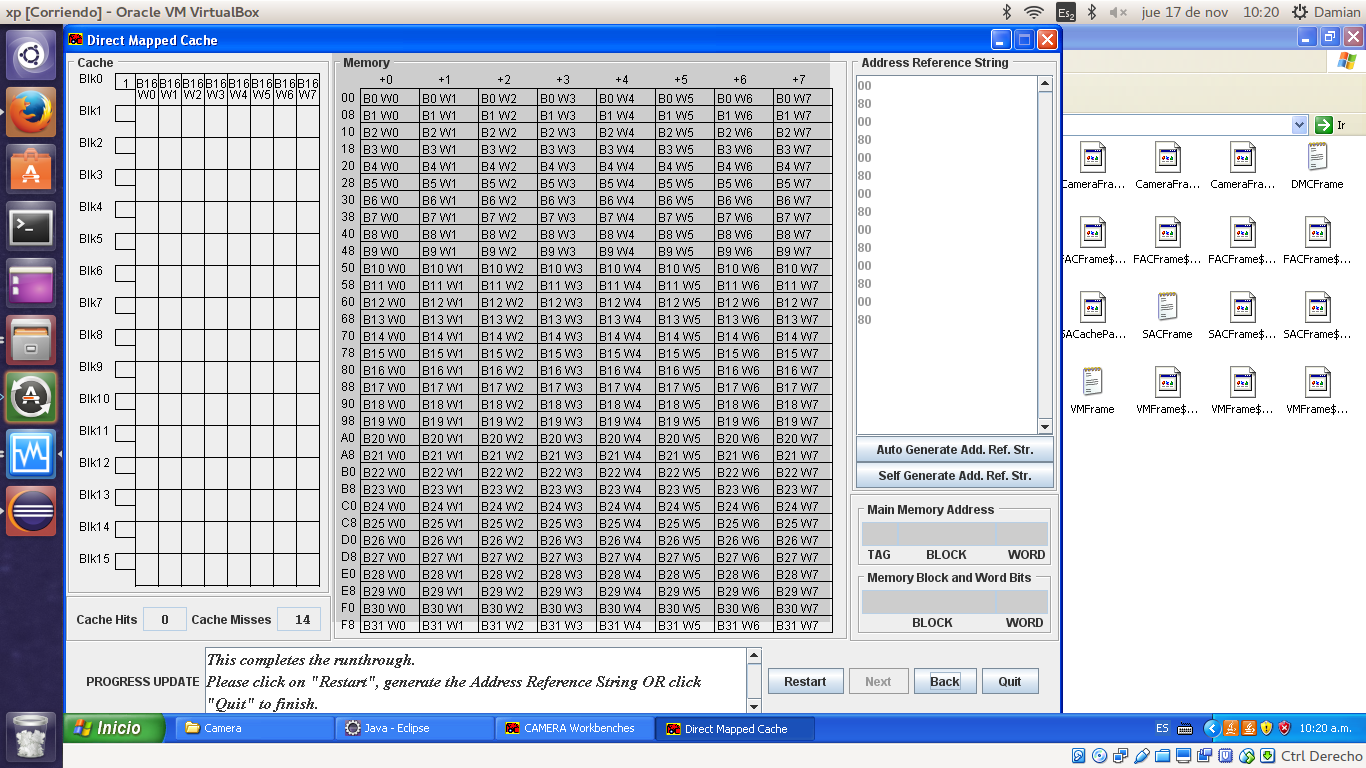 xp [Corriendo] - Oracle VM VirtualBox
Es2
jue 17 de nov
10:20
Damian
Direct Mapped Cache
Cache
Blk0 1 B16 W0 B16 W1 B16 W2 B16 W3 B16 W4 B16 W5 B16 W6 B16 W7
Blk1
Blk2
Blk3
Blk4
Blk5
Blk6
Blk7
Blk8
Blk9
Blk10
Blk11
Blk12
Blk13
Blk14
Blk15
Cache Hits 0 Cache Misses 14
Memory
+0 +1 +2 +3 +4 +5 +6 +7
00 B0 W0 B0 W1 B0 W2 B0 W3 B0 W4 B0 W5 B0 W6 B0 W7
08 B1 W0 B1 W1 B1 W2 B1 W3 B1 W4 B1 W5 B1 W6 B1 W7
10 B2 W0 B2 W1 B2 W2 B2 W3 B2 W4 B2 W5 B2 W6 B2 W7
18 B3 W0 B3 W1 B3 W2 B3 W3 B3 W4 B3 W5 B3 W6 B3 W7
20 B4 W0 B4 W1 B4 W2 B4 W3 B4 W4 B4 W5 B4 W6 B4 W7
28 B5 W0 B5 W1 B5 W2 B5 W3 B5 W4 B5 W5 B5 W6 B5 W7
30 B6 W0 B6 W1 B6 W2 B6 W3 B6 W4 B6 W5 B6 W6 B6 W7
38 B7 W0 B7 W1 B7 W2 B7 W3 B7 W4 B7 W5 B7 W6 B7 W7
40 B8 W0 B8 W1 B8 W2 B8 W3 B8 W4 B8 W5 B8 W6 B8 W7
48 B9 W0 B9 W1 B9 W2 B9 W3 B9 W4 B9 W5 B9 W6 B9 W7
50 B10 W0 B10 W1 B10 W2 B10 W3 B10 W4 B10 W5 B10 W6 B10 W7
58 B11 W0 B11 W1 B11 W2 B11 W3 B11 W4 B11 W5 B11 W6 B11 W7
60 B12 W0 B12 W1 B12 W2 B12 W3 B12 W4 B12 W5 B12 W6 B12 W7
68 B13 W0 B13 W1 B13 W2 B13 W3 B13 W4 B13 W5 B13 W6 B13 W7
70 B14 W0 B14 W1 B14 W2 B14 W3 B14 W4 B14 W5 B14 W6 B14 W7
78 B15 W0 B15 W1 B15 W2 B15 W3 B15 W4 B15 W5 B15 W6 B15 W7
80 B16 W0 B16 W1 B16 W2 B16 W3 B16 W4 B16 W5 B16 W6 B16 W7
88 B17 W0 B17 W1 B17 W2 B17 W3 B17 W4 B17 W5 B17 W6 B17 W7
90 B18 W0 B18 W1 B18 W2 B18 W3 B18 W4 B18 W5 B18 W6 B18 W7
98 B19 W0 B19 W1 B19 W2 B19 W3 B19 W4 B19 W5 B19 W6 B19 W7
A0 B20 W0 B20 W1 B20 W2 B20 W3 B20 W4 B20 W5 B20 W6 B20 W7
A8 B21 W0 B21 W1 B21 W2 B21 W3 B21 W4 B21 W5 B21 W6 B21 W7
B0 B22 W0 B22 W1 B22 W2 B22 W3 B22 W4 B22 W5 B22 W6 B22 W7
B8 B23 W0 B23 W1 B23 W2 B23 W3 B23 W4 B23 W5 B23 W6 B23 W7
C0 B24 W0 B24 W1 B24 W2 B24 W3 B24 W4 B24 W5 B24 W6 B24 W7
C8 B25 W0 B25 W1 B25 W2 B25 W3 B25 W4 B25 W5 B25 W6 B25 W7
D0 B26 W0 B26 W1 B26 W2 B26 W3 B26 W4 B26 W5 B26 W6 B26 W7
D8 B27 W0 B27 W1 B27 W2 B27 W3 B27 W4 B27 W5 B27 W6 B27 W7
E0 B28 W0 B28 W1 B28 W2 B28 W3 B28 W4 B28 W5 B28 W6 B28 W7
E8 B29 W0 B29 W1 B29 W2 B29 W3 B29 W4 B29 W5 B29 W6 B29 W7
F0 B30 W0 B30 W1 B30 W2 B30 W3 B30 W4 B30 W5 B30 W6 B30 W7
F8 B31 W0 B31 W1 B31 W2 B31 W3 B31 W4 B31 W5 B31 W6 B31 W7
Address Reference String
00
80
00
80
00
80
00
80
00
80
00
80
00
80
Auto Generate Add. Ref. Str.
Self Generate Add. Ref. Str.
Main Memory Address
TAG BLOCK WORD
Memory Block and Word Bits
BLOCK WORD
PROGRESS UPDATE
This completes the runthrough.
Please click on "Restart", generate the Address Reference String OR click
"Quit" to finish.
Restart Next Back Quit
Ir
CameraFra... CameraFra... CameraFra... DMCFrame
FACFrame$... FACFrame$... FACFrame$... FACFrame$...
SACachePa... SACFrame SACFrame$... SACFrame$...
VMFrame VMFrame$... VMFrame$... VMFrame$...
Inicio
Camera
Java - Eclipse
CAMERA Workbenches
Direct Mapped Cache
ES
10:20 a.m.
Ctrl Derecho